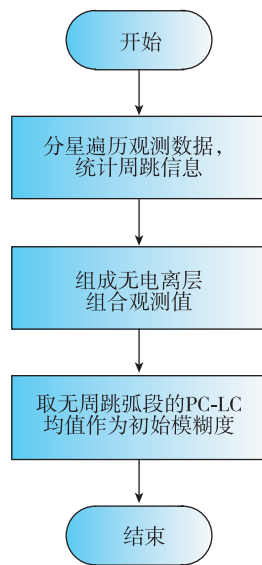 开始
分星遍历观测数据，
统计周跳信息
组成无电离层
组合观测值
取无周跳弧段的PC-LC
均值作为初始模糊度
结束